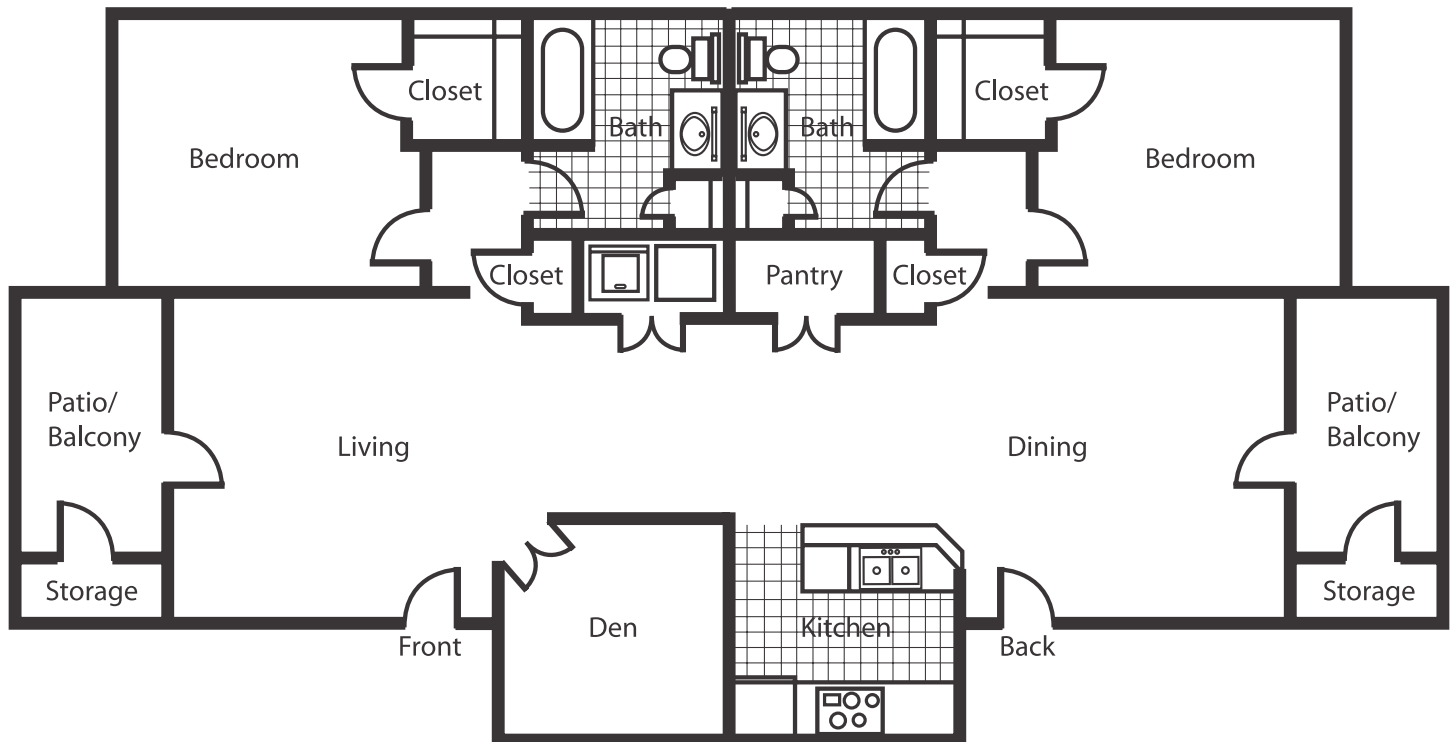 Closet
Bath
Bath
Closet
Bedroom
Bedroom
Closet
Pantry
Closet
Patio/
Balcony
Living
Dining
Patio/
Balcony
Storage
Den
Kitchen
Storage
Front
Back